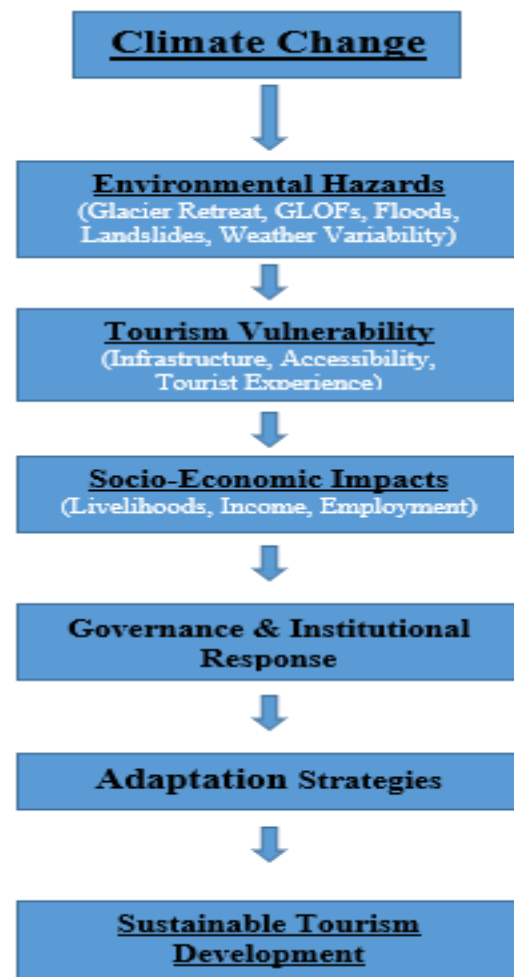 Climate Change
Environmental Hazards
(Glacier Retreat, GLOFs, Floods,
Landslides, Weather Variability)
Tourism Vulnerability
(Infrastructure, Accessibility,
Tourist Experience)
Socio-Economic Impacts
(Livelihoods, Income, Employment)
Governance & Institutional
Response
Adaptation Strategies
Sustainable Tourism
Development